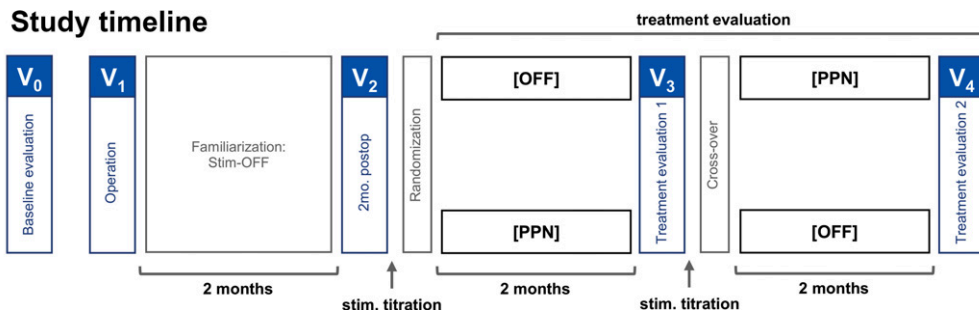 Study timeline
treatment evaluation
V0
Baseline evaluation
V1
Operation
Familiarization:
Stim-OFF
V2
2mo. postop
Randomization
[OFF]
[PPN]
V3
Treatment evaluation 1
Cross-over
[PPN]
[OFF]
V4
Treatment evaluation 2
2 months
stim. titration
2 months
stim. titration
2 months